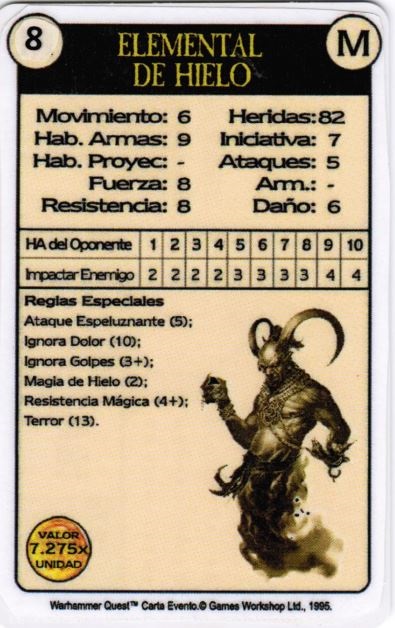 8
M
ELEMENTAL
DE HIELO
Movimiento: 6 Heridas: 82
Hab. Armas: 9 Iniciativa: 7
Hab. Proyec: - Ataques: 5
Fuerza: 8 Arm.: -
Resistencia: 8 Daño: 6
HA del Oponente 1 2 3 4 5 6 7 8 9 10
Impactar Enemigo 2 2 2 2 3 3 3 3 4 4
Reglas Especiales
Ataque Espeluznante (5);
Ignora Dolor (10);
Ignora Golpes (3+);
Magia de Hielo (2);
Resistencia Mágica (4+);
Terror (13).
VALOR
7.275x
UNIDAD
Warhammer Quest™ Carta Evento.© Games Workshop Ltd., 1995.